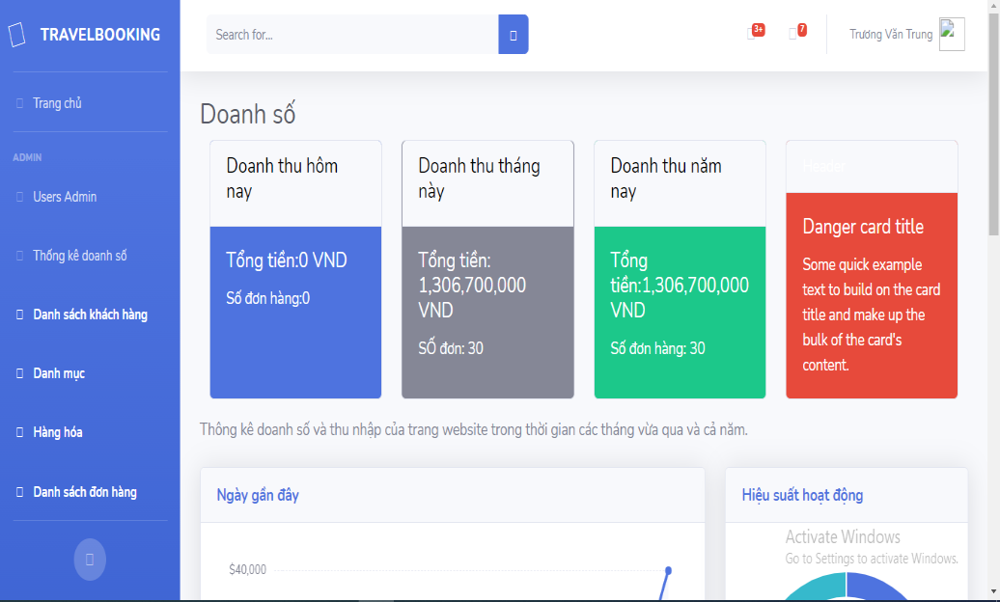 TRAVELBOOKING
Search for...
3+
7
Trương Văn Trung
Trang chủ
ADMIN
Users Admin
Thống kê doanh số
Danh sách khách hàng
Danh mục
Hàng hóa
Danh sách đơn hàng
Doanh số
Doanh thu hôm
nay
Tổng tiền:0 VND
Số đơn hàng:0
Doanh thu tháng
này
Tổng tiền:
1,306,700,000
VND
SỐ đơn: 30
Doanh thu năm
nay
Tổng
tiền:1,306,700,000
VND
Số đơn hàng: 30
Header
Danger card title
Some quick example
text to build on the card
title and make up the
bulk of the card's
content.
Thông kê doanh số và thu nhập của trang website trong thời gian các tháng vừa qua và cả năm.
Ngày gần đây
$40,000
Hiệu suất hoạt động
Activate Windows
Go to Settings to activate Windows.